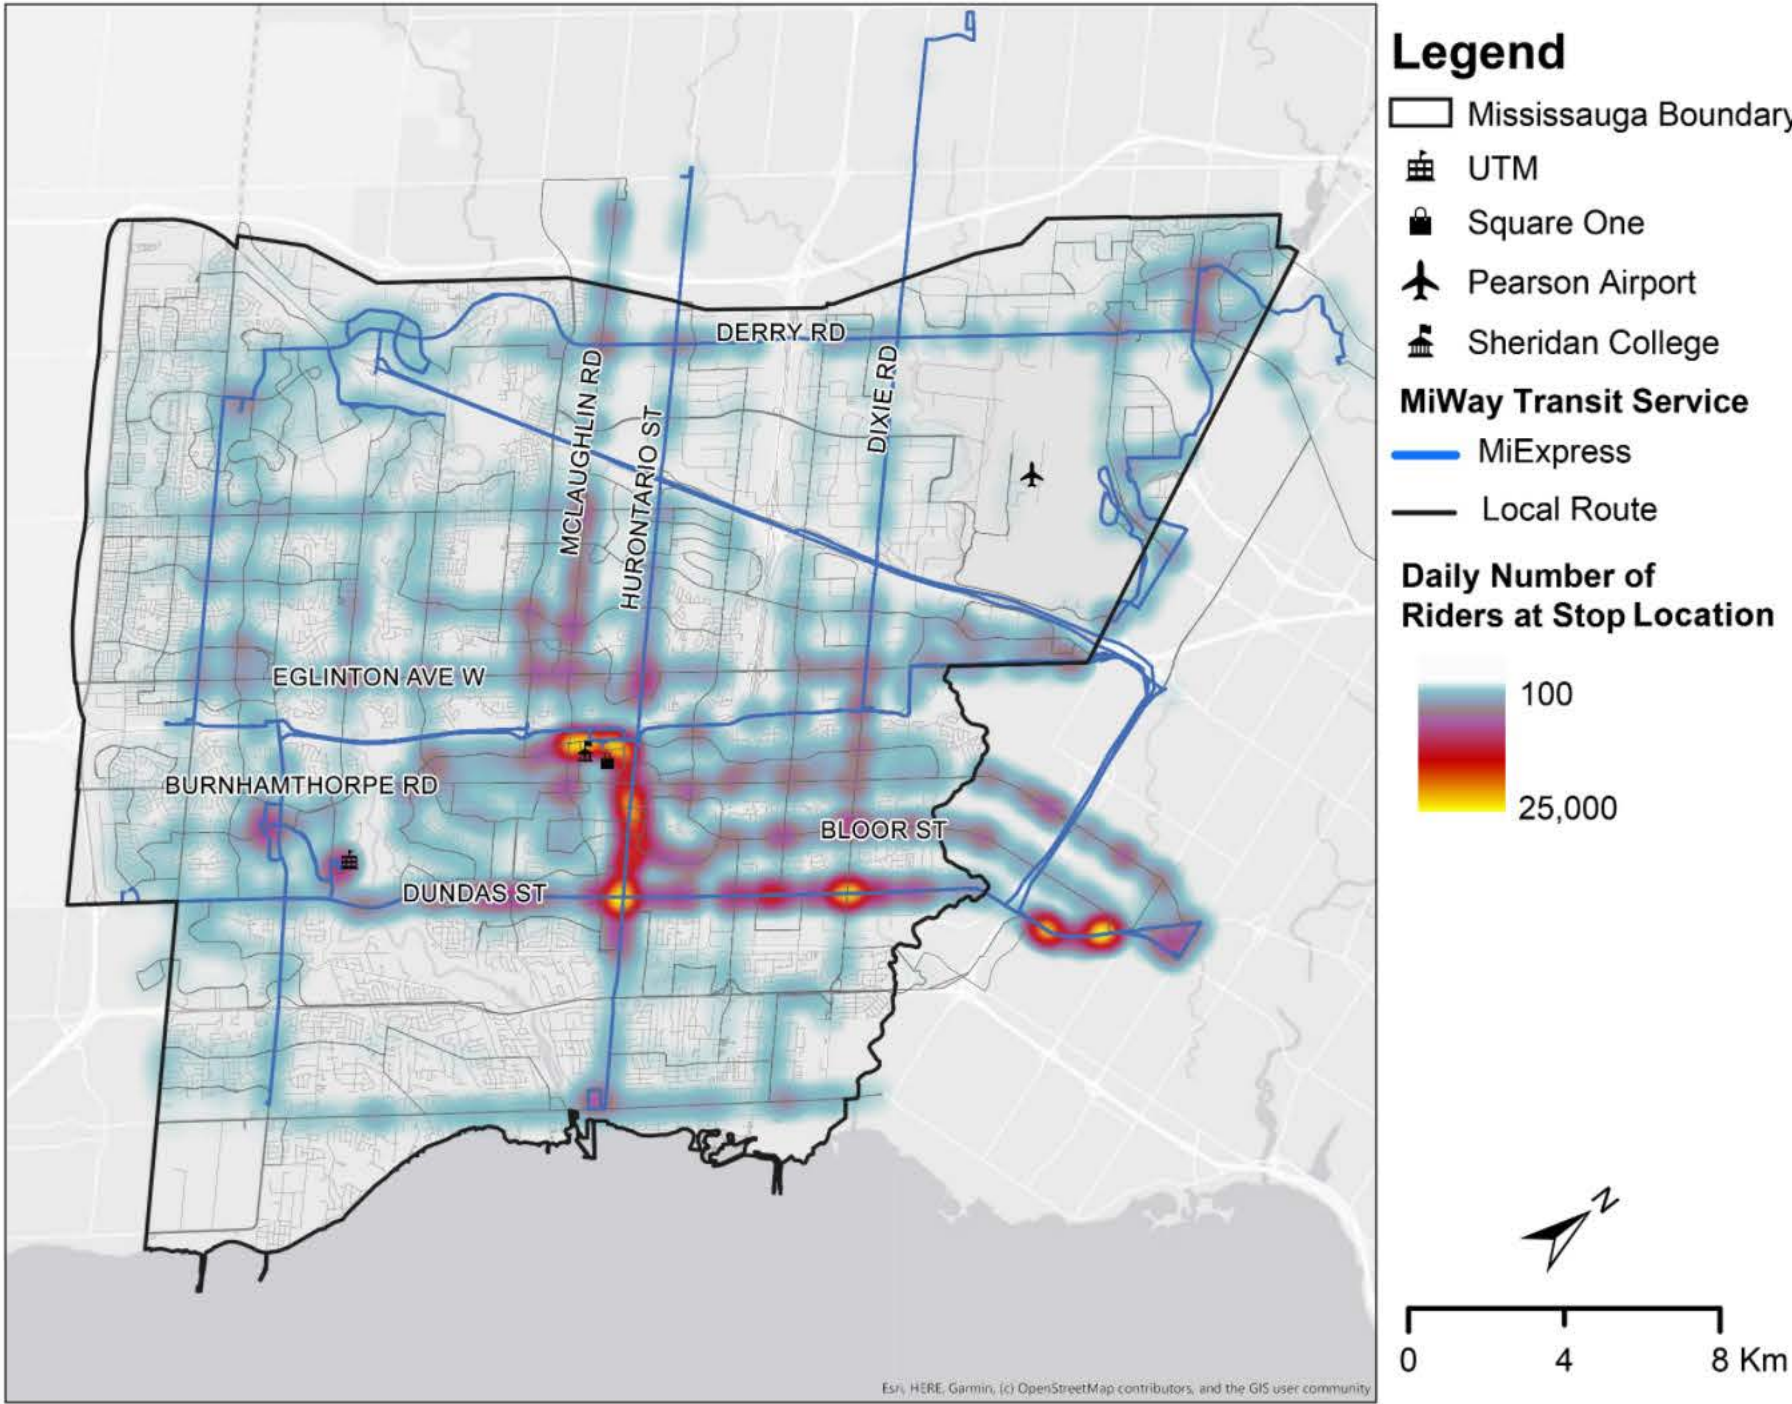 DERRY RD
MCLAUGHLIN RD
HURONTARIO ST
DIXIE RD
EGLINTON AVE W
BURNHAMTHORPE RD
BLOOR ST
DUNDAS ST
Esri, HERE, Garmin, (c) OpenStreetMap contributors, and the GIS user community
Legend
Mississauga Boundary
UTM
Square One
Pearson Airport
Sheridan College
MiWay Transit Service
MiExpress
Local Route
Daily Number of
Riders at Stop Location
100
25,000
N
0 4 8 Km